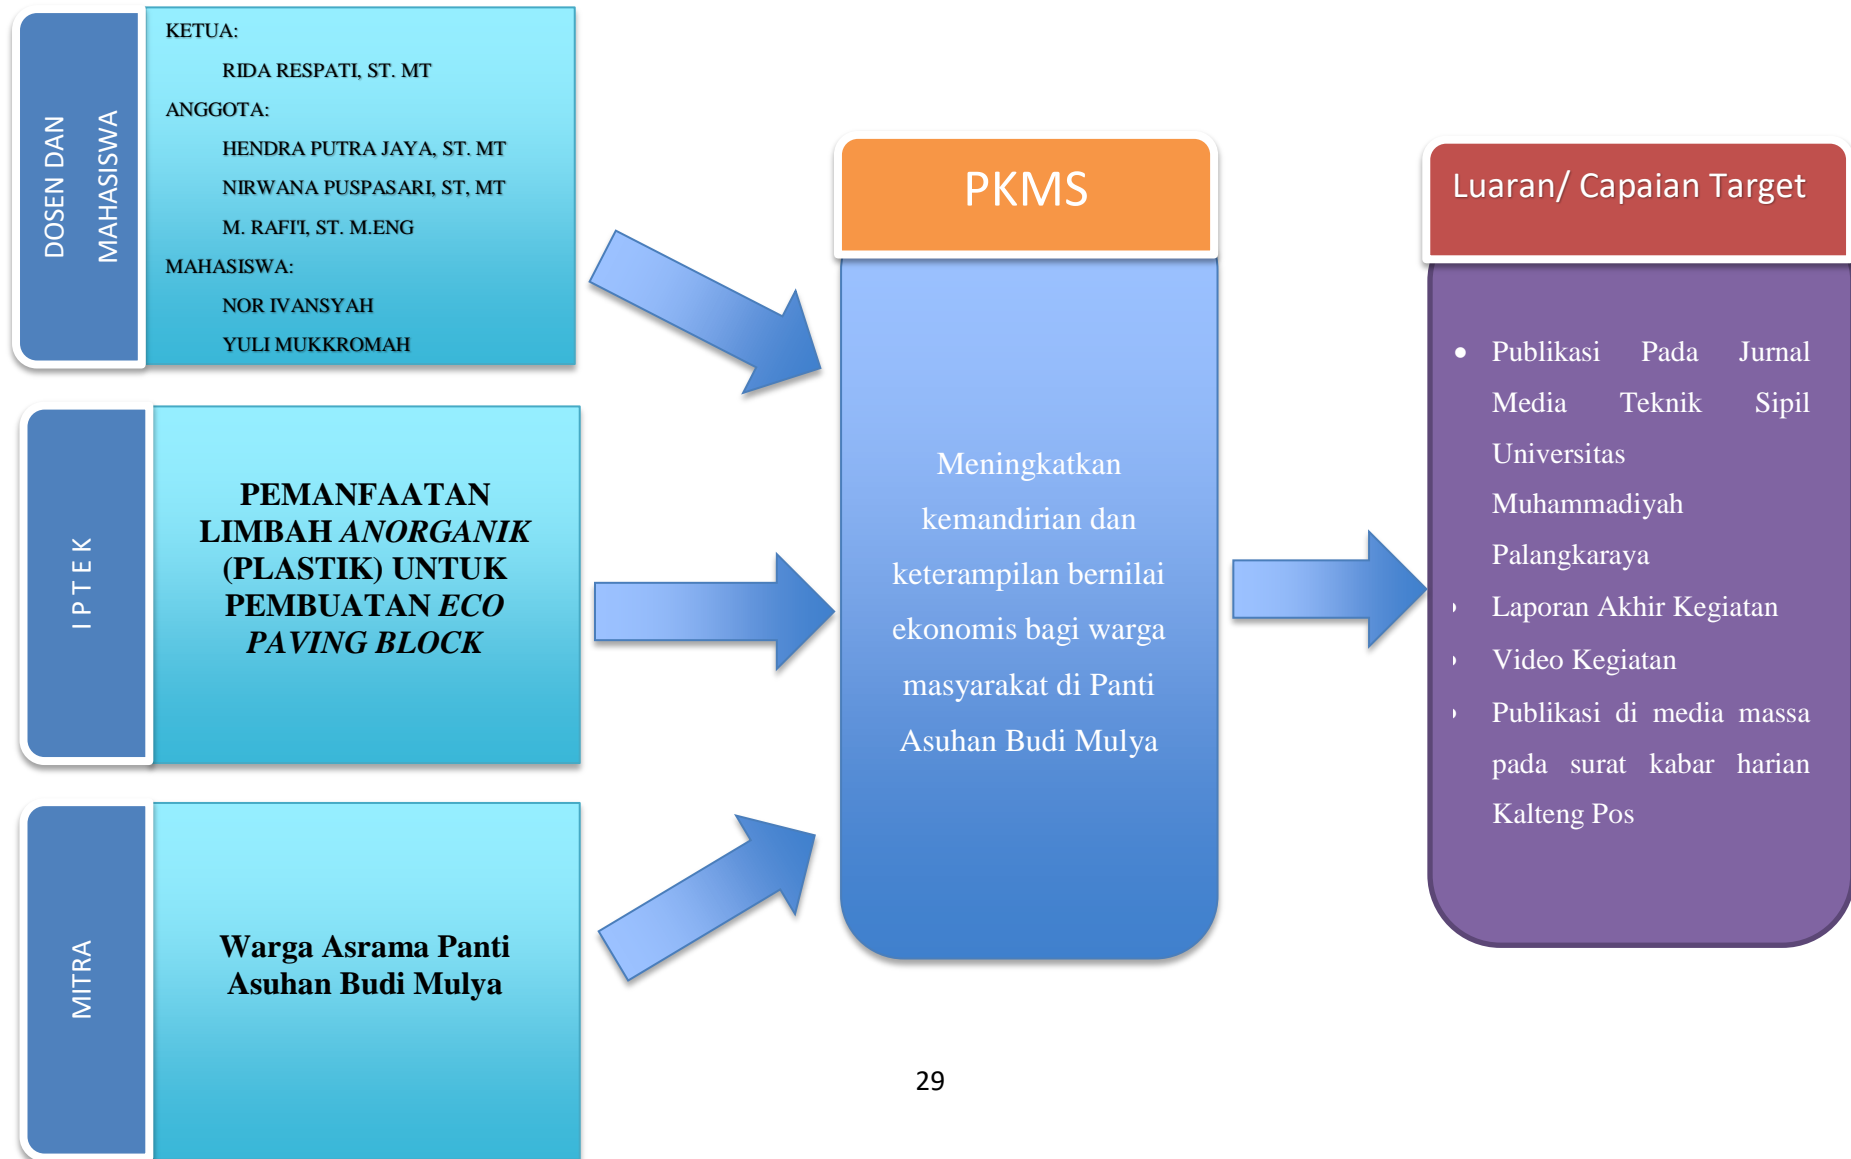 DOSEN DAN
MAHASISWA
KETUA:
RIDA RESPATI, ST. MT
ANGGOTA:
HENDRA PUTRA JAYA, ST. MT
NIRWANA PUSPASARI, ST, MT
M. RAFI'I, ST. M.ENG
MAHASISWA:
NOR IVANSYAH
YULI MUKKROMAH
I P T E K
PEMANFAATAN
LIMBAH ANORGANIK
(PLASTIK) UNTUK
PEMBUATAN ECO
PAVING BLOCK
MITRA
Warga Asrama Panti
Asuhan Budi Mulya
PKMS
Meningkatkan
kemandirian dan
keterampilan bernilai
ekonomis bagi warga
masyarakat di Panti
Asuhan Budi Mulya
Luaran/ Capaian Target
• Publikasi Pada Jurnal
Media Teknik Sipil
Universitas
Muhammadiyah
Palangkaraya
• Laporan Akhir Kegiatan
• Video Kegiatan
• Publikasi di media massa
pada surat kabar harian
Kalteng Pos
29